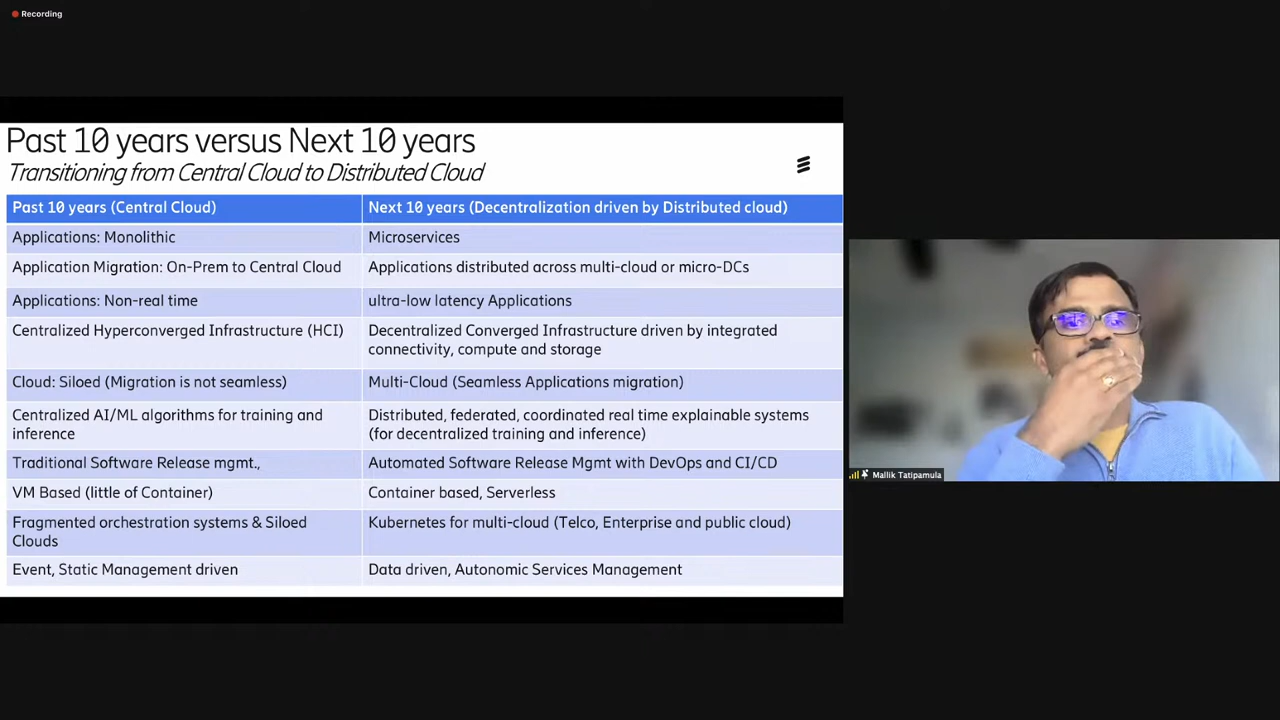 Recording
Past 10 years versus Next 10 years
Transitioning from Central Cloud to Distributed Cloud
Past 10 years (Central Cloud)
Next 10 years (Decentralization driven by Distributed cloud)
Applications: Monolithic
Microservices
Application Migration: On-Prem to Central Cloud
Applications distributed across multi-cloud or micro-DCs
Applications: Non-real time
ultra-low latency Applications
Centralized Hyperconverged Infrastructure (HCI)
Decentralized Converged Infrastructure driven by integrated
connectivity, compute and storage
Cloud: Siloed (Migration is not seamless)
Multi-Cloud (Seamless Applications migration)
Centralized AI/ML algorithms for training and
inference
Distributed, federated, coordinated real time explainable systems
(for decentralized training and inference)
Traditional Software Release mgmt.,
Automated Software Release Mgmt with DevOps and CI/CD
VM Based (little of Container)
Container based, Serverless
Fragmented orchestration systems & Siloed
Clouds
Kubernetes for multi-cloud (Telco, Enterprise and public cloud)
Event, Static Management driven
Data driven, Autonomic Services Management
Mallik Tatipamula